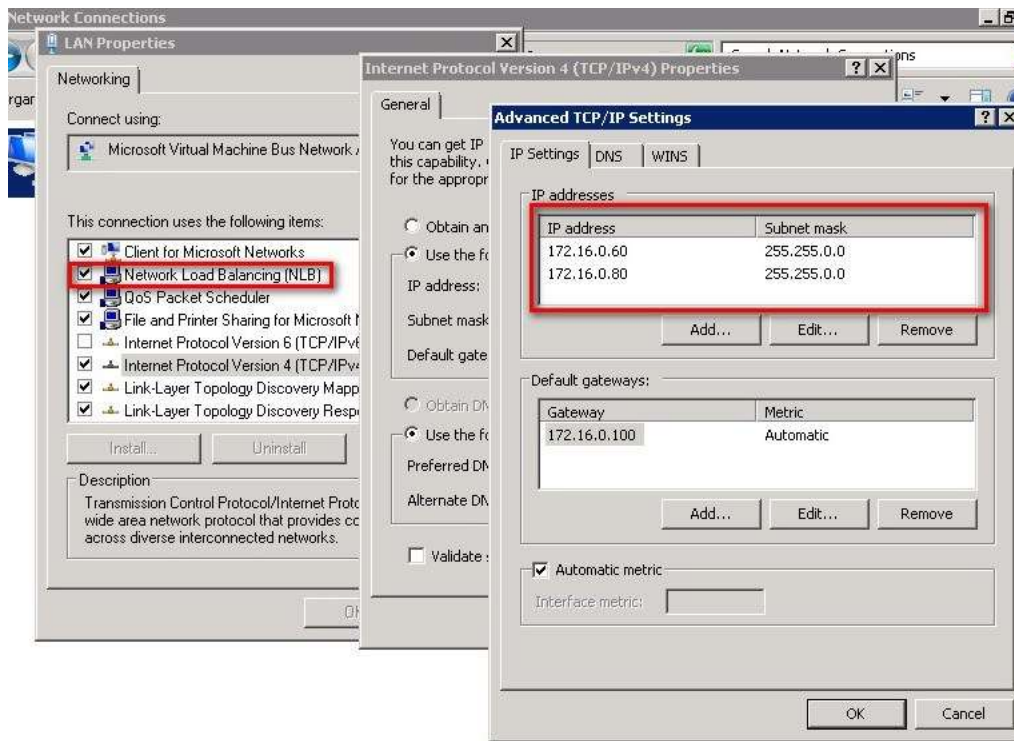 Network Connections
LAN Properties
Networking
Connect using:
Microsoft Virtual Machine Bus Network
This connection uses the following items:
Client for Microsoft Networks
Network Load Balancing (NLB)
QoS Packet Scheduler
File and Printer Sharing for Microsoft
Internet Protocol Version 6 (TCP/IPv6
Internet Protocol Version 4 (TCP/IPv4
Link-Layer Topology Discovery Mapp
Link-Layer Topology Discovery Resp
Install...
Uninstall
Description
Transmission Control Protocol/Internet Proto
wide area network protocol that provides co
across diverse interconnected networks.
Internet Protocol Version 4 (TCP/IPv4) Properties
General
You can get IP
this capability.
for the appropr
Obtain an
Use the fo
IP address:
Subnet mask
Default gate
Obtain DN
Use the fo
Preferred DN
Alternate DN
Validate
Advanced TCP/IP Settings
IP Settings
DNS
WINS
IP addresses
IP address Subnet mask
172.16.0.60 255.255.0.0
172.16.0.80 255.255.0.0
Add... Edit... Remove
Default gateways:
Gateway Metric
172.16.0.100 Automatic
Add... Edit... Remove
Automatic metric
Interface metric:
OK Cancel